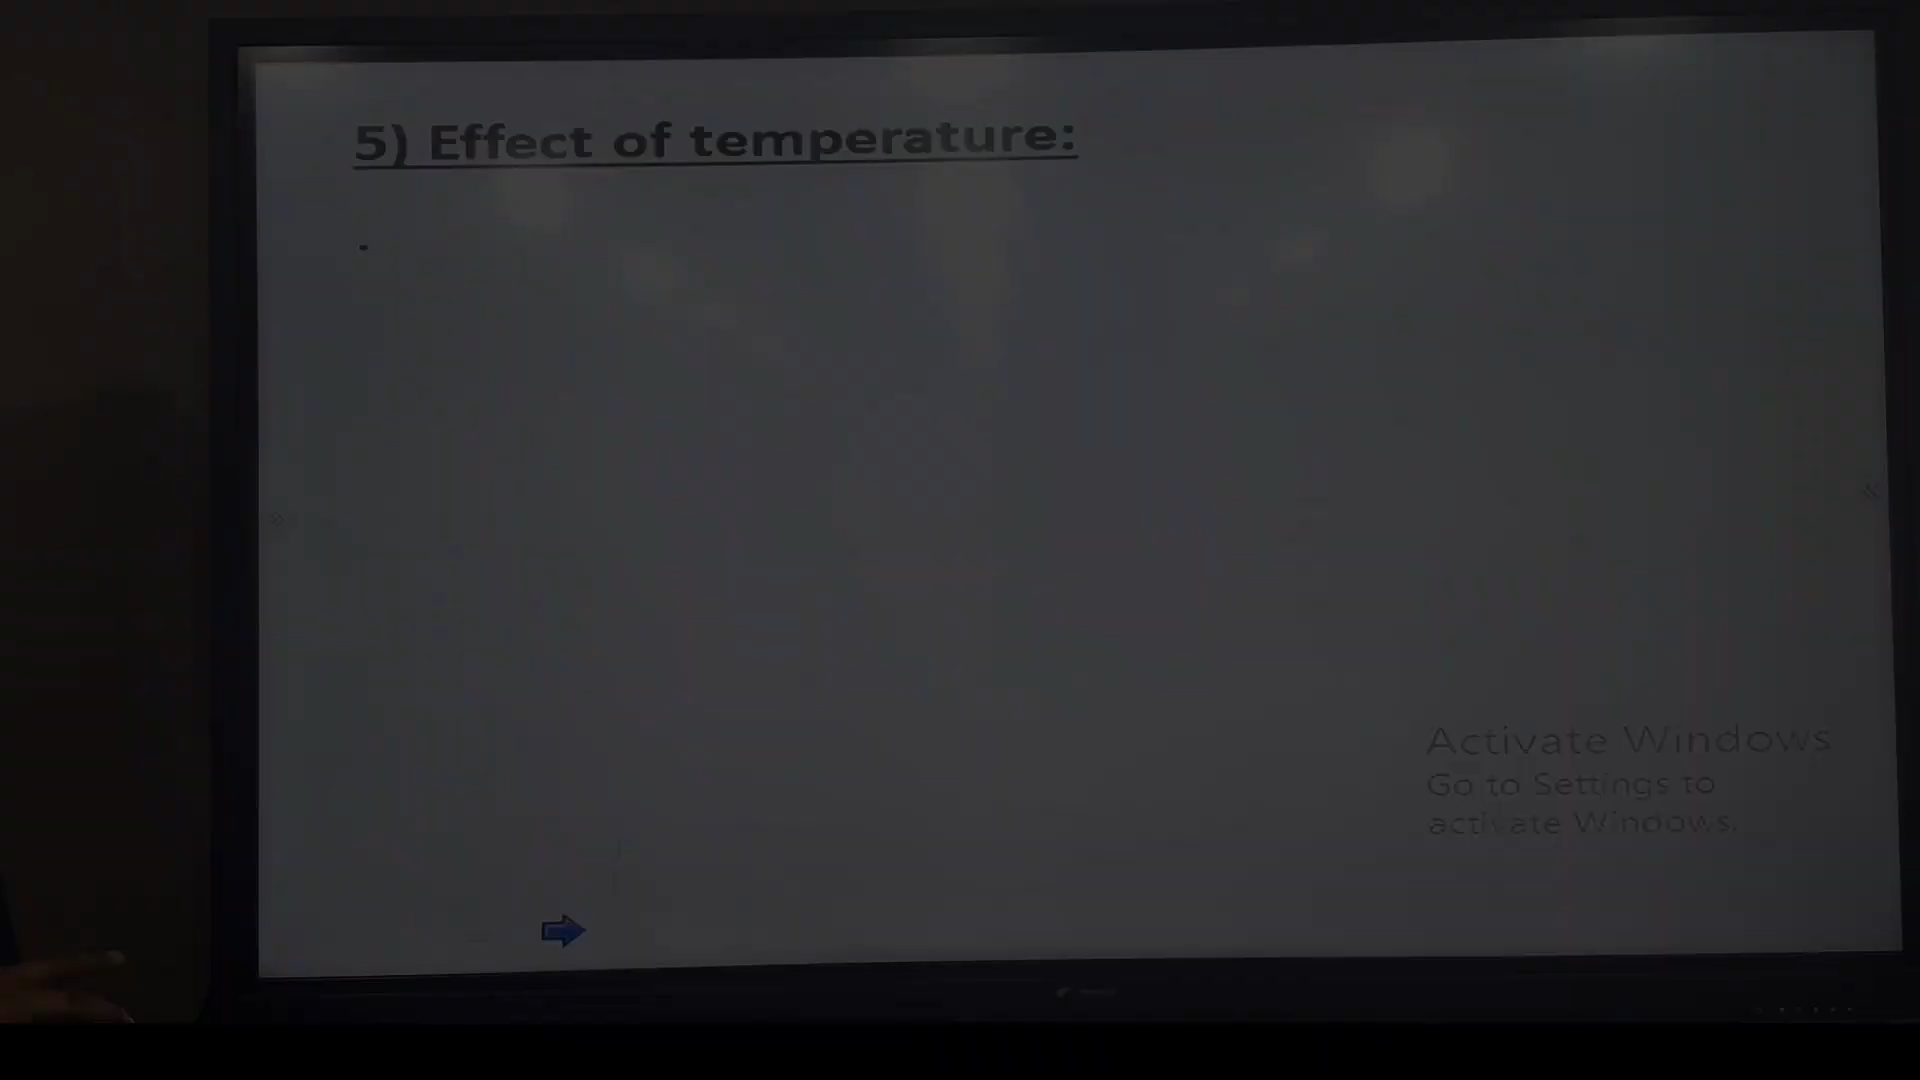 5) Effect of temperature:
Activate Windows
Go to Settings to
activate Windows.